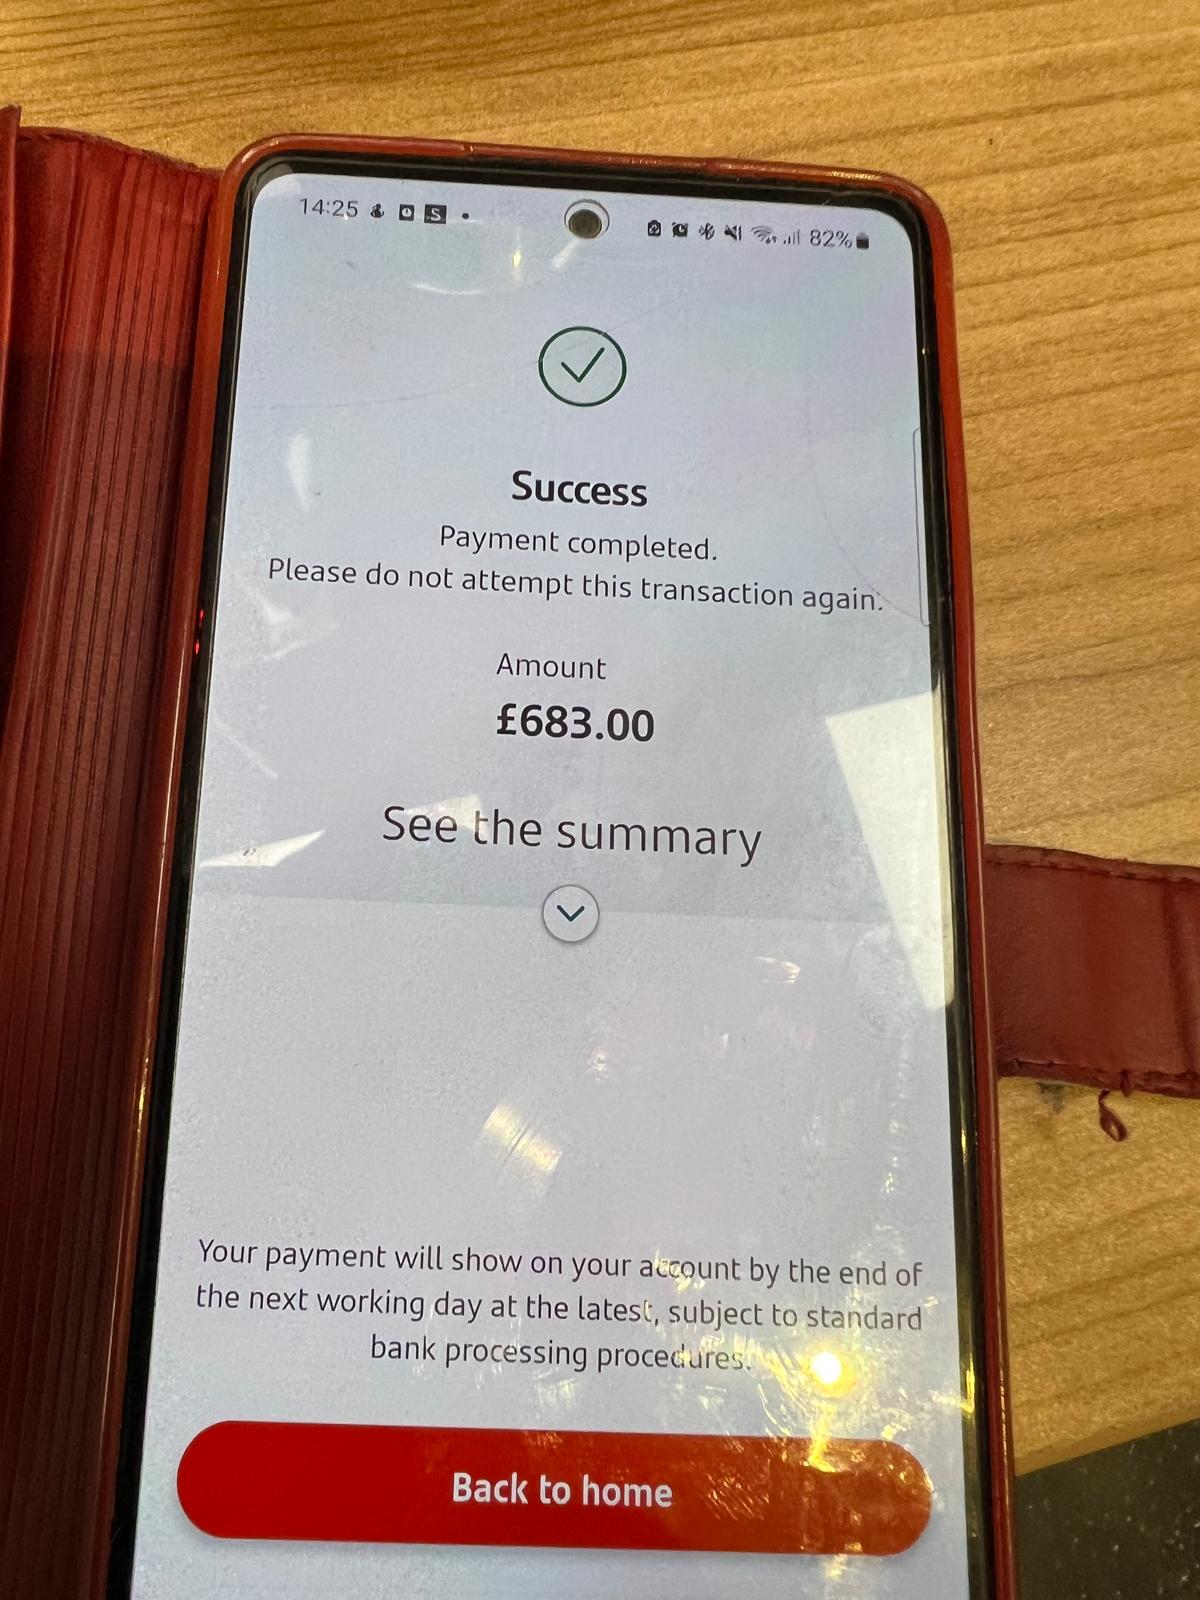 14:25 S 82%
Success
Payment completed.
Please do not attempt this transaction again.
Amount
£683.00
See the summary
Your payment will show on your account by the end of
the next working day at the latest, subject to standard
bank processing procedures.
Back to home